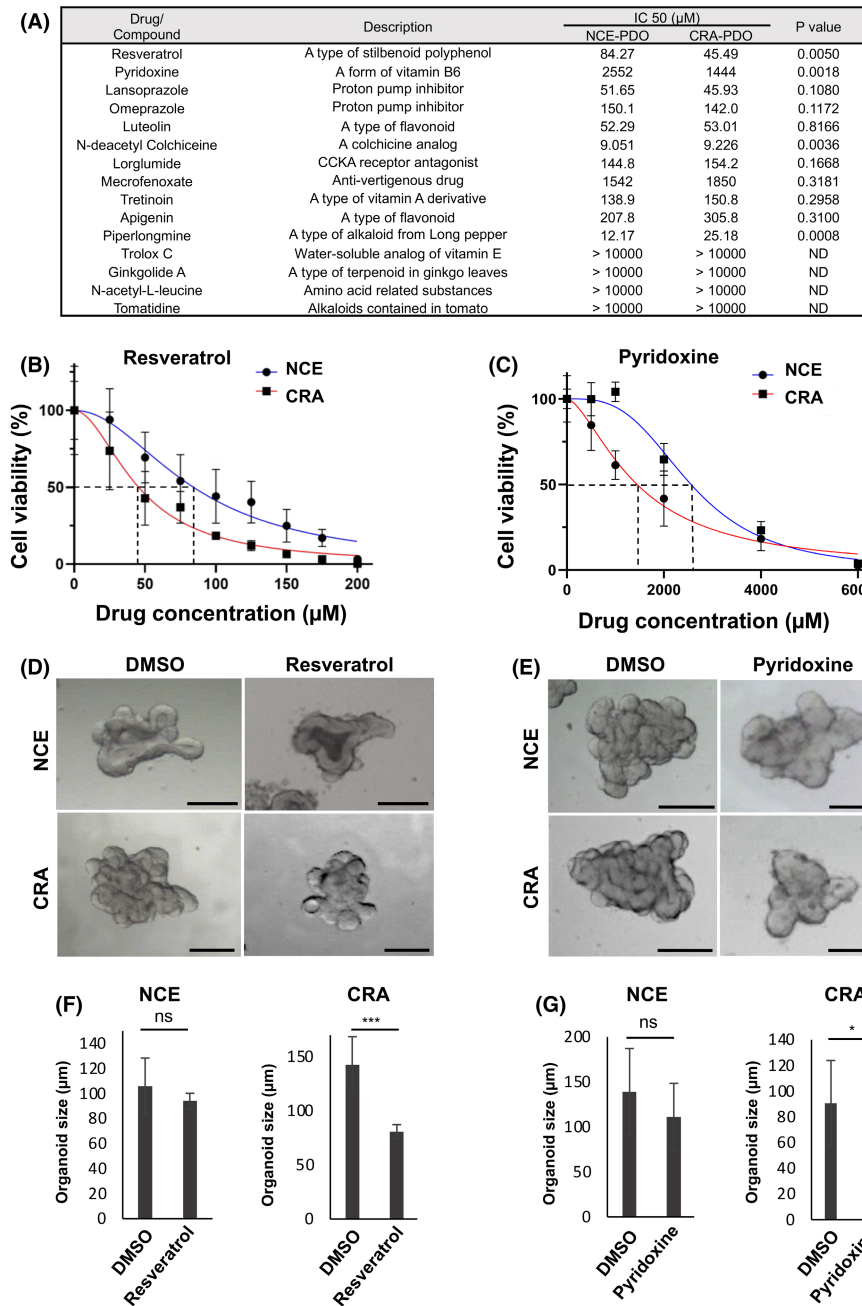 (A)
Drug/ Compound Description IC 50 (µM) P value
NCE-PDO CRA-PDO
Resveratrol A type of stilbenoid polyphenol 84.27 45.49 0.0050
Pyridoxine A form of vitamin B6 2552 1444 0.0018
Lansoprazole Proton pump inhibitor 51.65 45.93 0.1080
Omeprazole Proton pump inhibitor 150.1 142.0 0.1172
Luteolin A type of flavonoid 52.29 53.01 0.8166
N-deacetyl Colchiceine A colchicine analog 9.051 9.226 0.0036
Lorglumide CCKA receptor antagonist 144.8 154.2 0.1668
Mecrofenoxate Anti-vertigenous drug 1542 1850 0.3181
Tretinoin A type of vitamin A derivative 138.9 150.8 0.2958
Apigenin A type of flavonoid 207.8 305.8 0.3100
Piperlongmine A type of alkaloid from Long pepper 12.17 25.18 0.0008
Trolox C Water-soluble analog of vitamin E > 10000 > 10000 ND
Ginkgolide A A type of terpenoid in ginkgo leaves > 10000 > 10000 ND
N-acetyl-L-leucine Amino acid related substances > 10000 > 10000 ND
Tomatidine Alkaloids contained in tomato > 10000 > 10000 ND
(B) Resveratrol
NCE
CRA
Cell viability (%)
100
50
0
0 50 100 150 200
Drug concentration (µM)
(C) Pyridoxine
NCE
CRA
Cell viability (%)
100
50
0
0 2000 4000 600
Drug concentration (µM)
(D) DMSO Resveratrol
NCE
CRA
(E) DMSO Pyridoxine
NCE
CRA
(F) NCE
ns
Organoid size (µm)
140
120
100
80
60
40
20
0
DMSO Resveratrol
CRA
***
Organoid size (µm)
150
100
50
0
DMSO Resveratrol
(G) NCE
ns
Organoid size (µm)
200
150
100
50
0
DMSO Pyridoxine
CRA
*
Organoid size (µm)
140
120
100
80
60
40
20
0
DMSO Pyridoxin